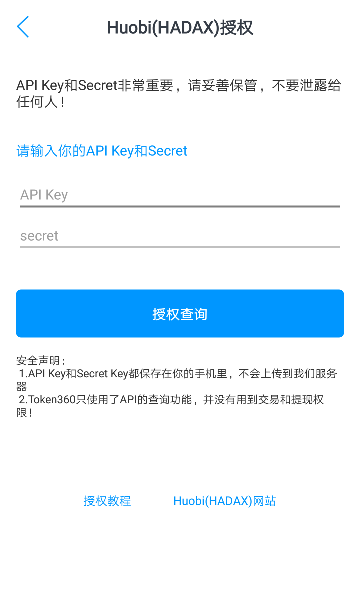 Huobi(HADAX)授权
API Key和Secret非常重要，请妥善保管，不要泄露给
任何人！
请输入你的API Key和Secret
API Key
secret
授权查询
安全声明：
1.API Key和Secret Key都保存在你的手机里，不会上传到我们服务
器
2.Token360只使用了API的查询功能，并没有用到交易和提现权
限！
授权教程 Huobi(HADAX)网站